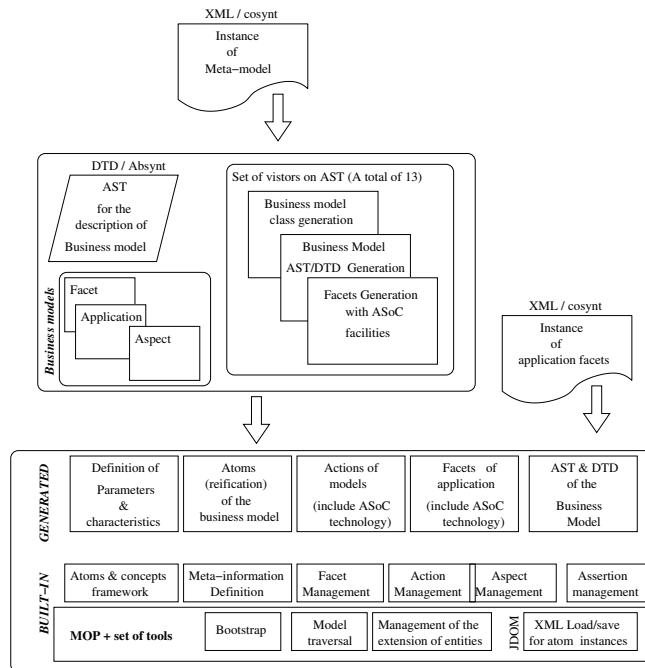 XML / cosynt
Instance
of
Meta−model
DTD / Absynt
AST
for the
description of
Business model
Set of vistors on AST (A total of 13)
Business model
class generation
Business Model
AST/DTD Generation
Facets Generation
with ASoC
facilities
Business models
Facet
Application
Aspect
XML / cosynt
Instance
of
application facets
GENERATED
Definition of
Parameters
&
characteristics
Atoms
(reification)
of the
business model
Actions of
models
(include ASoC
technology)
Facets of
application
(include ASoC
technology)
AST & DTD
of the
Business
Model
BUILT−IN
Atoms & concepts
framework
Meta−information
Definition
Facet
Management
Action
Management
Aspect
Management
Assertion
management
MOP + set of tools
Bootstrap
Model
traversal
Management of the
extension of entities
JDOM
XML Load/save
for atom instances